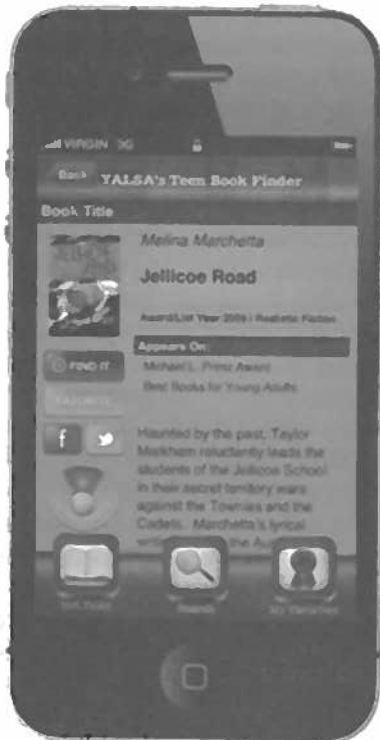 VIRGIN 3G
Back YALSA's Teen Book Finder
Book Title
Melina Marchetta
Jellicoe Road
Award/List Year 2009 | Realistic Fiction
Appears On:
Michael L. Printz Award
Best Books for Young Adults
FIND IT
FAVORITE
f
Haunted by the past, Taylor
Markham reluctantly leads the
students of the Jellicoe School
in their secret territory wars
against the Townies and the
Cadets. Marchetta's lyrical
the
Search